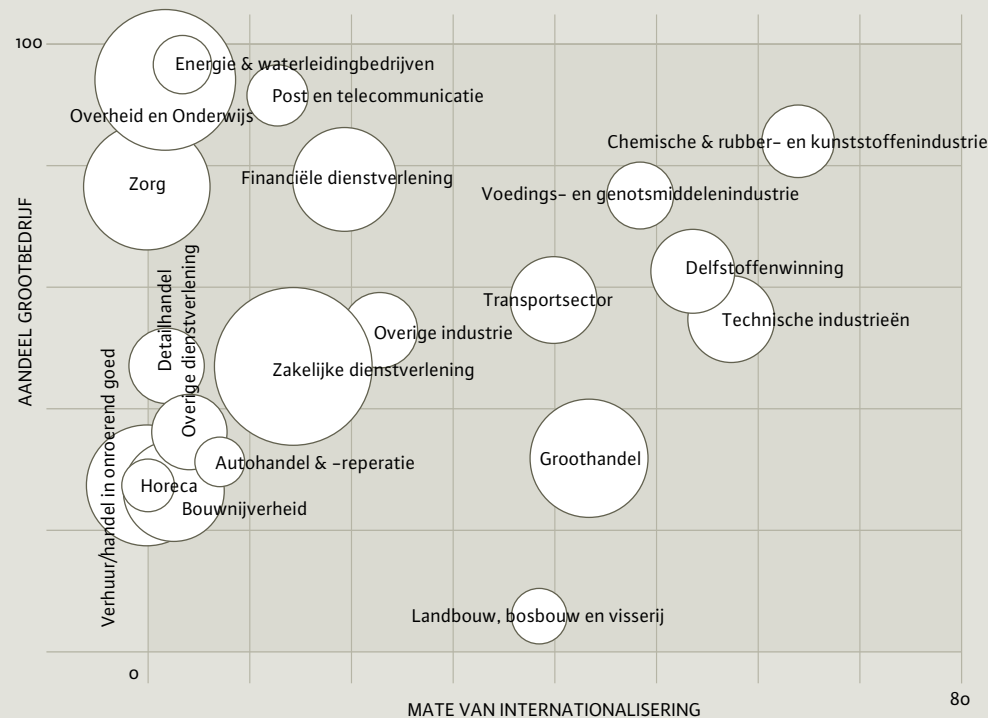 100
Energie & waterleidingbedrijven
Post en telecommunicatie
Overheid en Onderwijs
Chemische & rubber- en kunststoffenindustrie
Zorg
Financiële dienstverlening
Voedings- en genotsmiddelenindustrie
AANDEEL GROOTBEDRIJF
Detailhandel
Overige dienstverlening
Delfstoffenwinning
Transportsector
Technische industrieën
Overige industrie
Zakelijke dienstverlening
Verhuur/handel in onroerend goed
Autohandel & -reperatie
Groothandel
Horeca
Bouwnijverheid
Landbouw, bosbouw en visserij
0
80
MATE VAN INTERNATIONALISERING